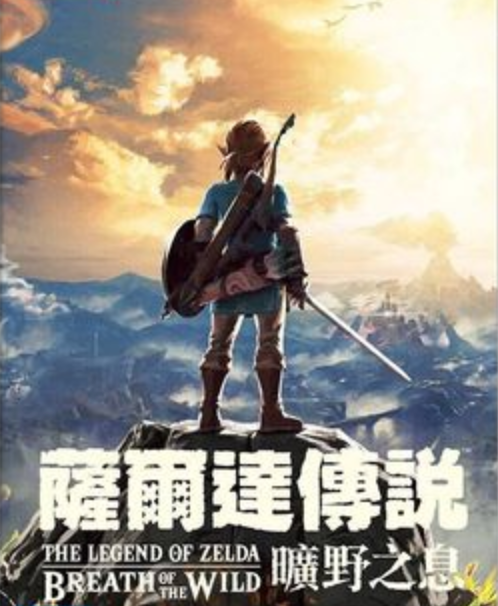 薩爾達傳說
THE LEGEND OF ZELDA
BREATH OF THE WILD
曠野之息